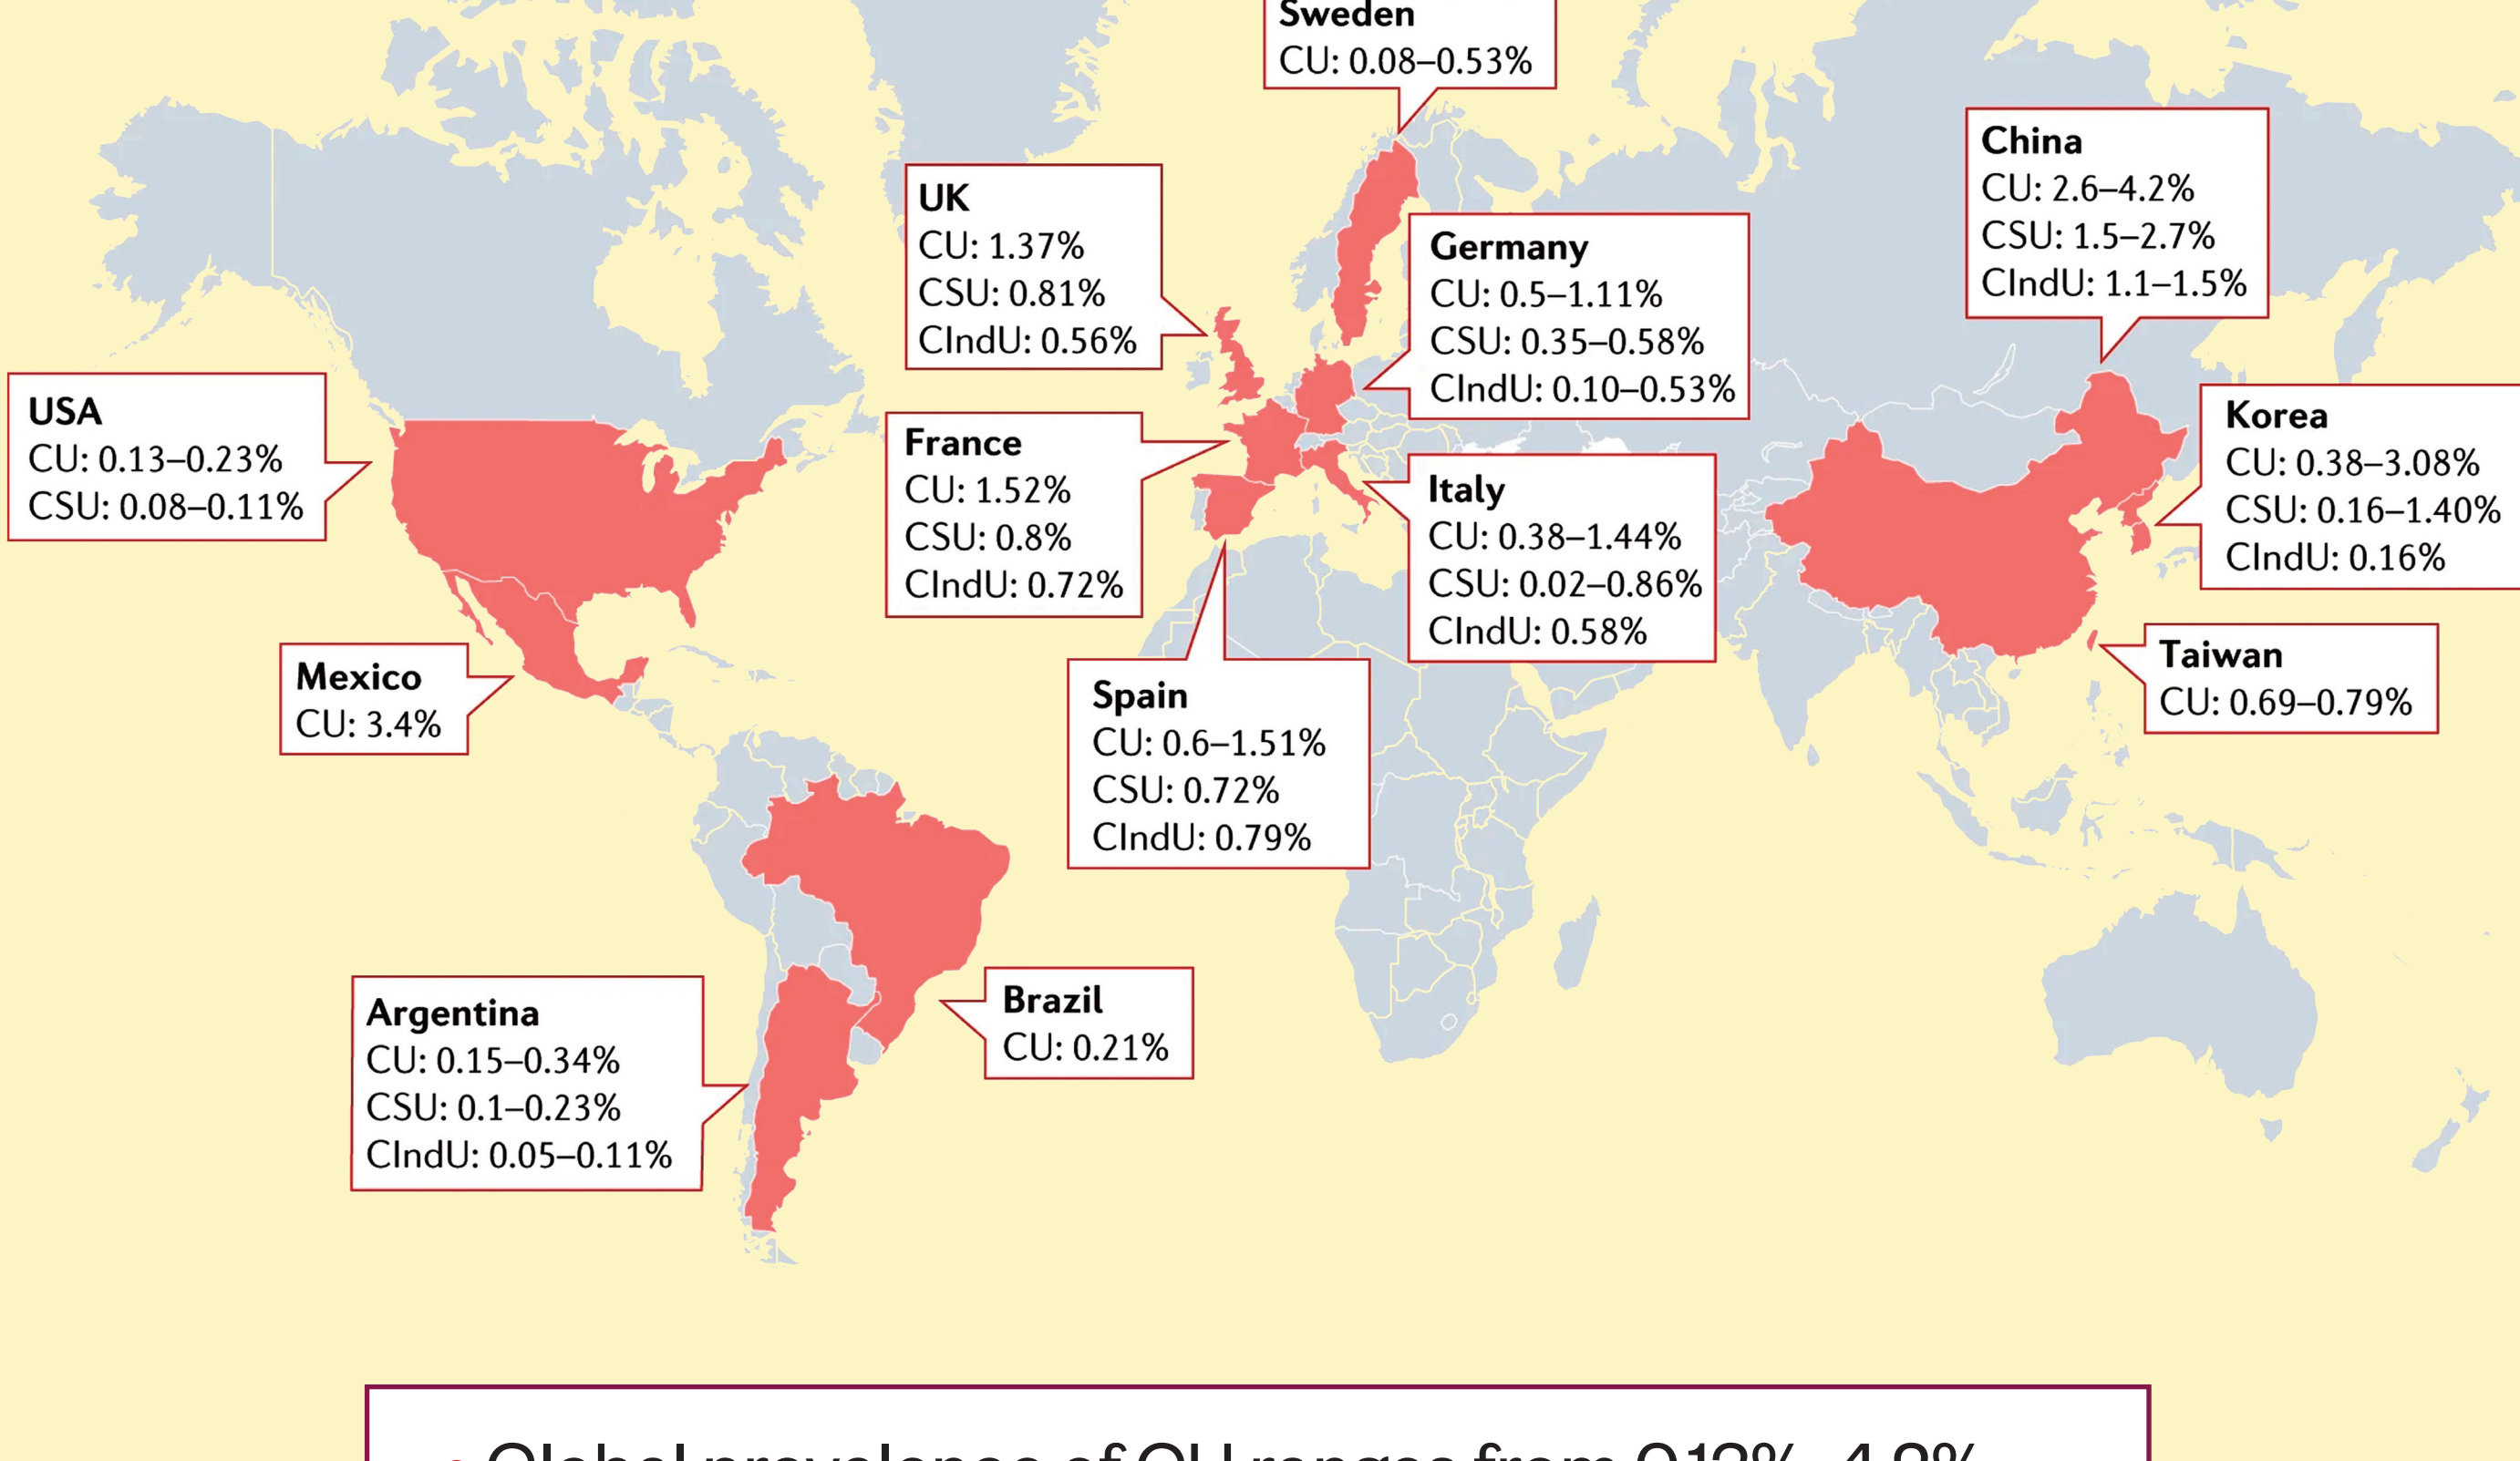 Sweden
CU: 0.08–0.53%
China
CU: 2.6–4.2%
CSU: 1.5–2.7%
CIndU: 1.1–1.5%
UK
CU: 1.37%
CSU: 0.81%
CIndU: 0.56%
Germany
CU: 0.5–1.11%
CSU: 0.35–0.58%
CIndU: 0.10–0.53%
USA
CU: 0.13–0.23%
CSU: 0.08–0.11%
France
CU: 1.52%
CSU: 0.8%
CIndU: 0.72%
Italy
CU: 0.38–1.44%
CSU: 0.02–0.86%
CIndU: 0.58%
Korea
CU: 0.38–3.08%
CSU: 0.16–1.40%
CIndU: 0.16%
Mexico
CU: 3.4%
Spain
CU: 0.6–1.51%
CSU: 0.72%
CIndU: 0.79%
Taiwan
CU: 0.69–0.79%
Argentina
CU: 0.15–0.34%
CSU: 0.1–0.23%
CIndU: 0.05–0.11%
Brazil
CU: 0.21%
Global prevalence of CU ranges from